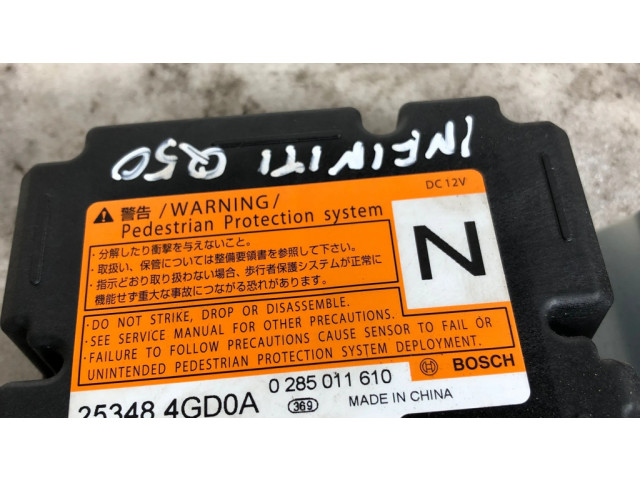 INFINITI Q50
DC 12V
警告 /WARNING/
Pedestrian Protection system
N
・分解したり衝撃を与えないこと。
・取扱い、保管については整備要領書を参照して下さい。
・指示どおり取り扱わない場合、歩行者保護システムが正常に
機能せず重大な事故につながる恐れがあります。
・DO NOT STRIKE, DROP OR DISASSEMBLE.
・SEE SERVICE MANUAL FOR OTHER PRECAUTIONS.
・FAILURE TO FOLLOW PRECAUTIONS CAUSE SENSOR TO FAIL OR
UNINTENDED PEDESTRIAN PROTECTION SYSTEM DEPLOYMENT.
BOSCH
25348 4GD0A
0 285 011 610
369
MADE IN CHINA